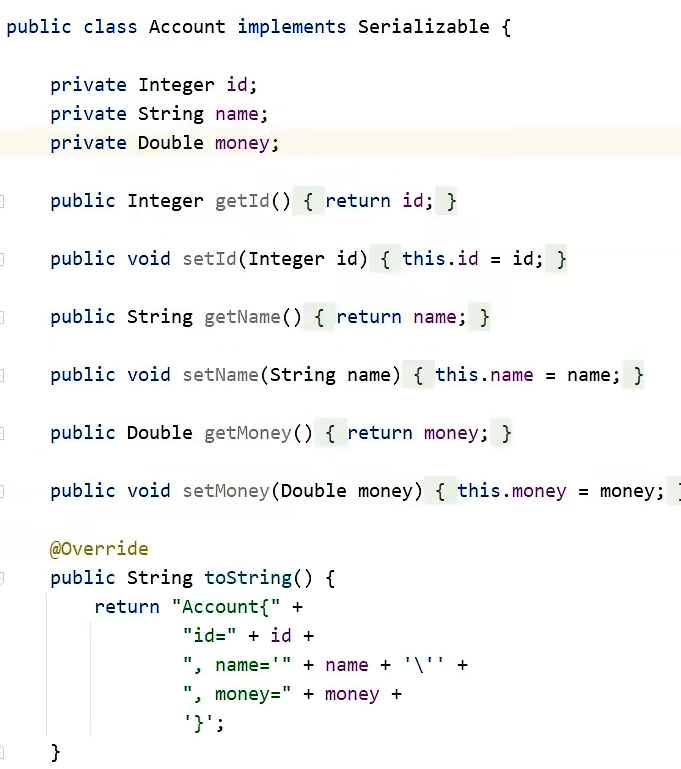 public class Account implements Serializable {
private Integer id;
private String name;
private Double money;
public Integer getId() { return id; }
public void setId(Integer id) { this.id = id; }
public String getName() { return name; }
public void setName(String name) { this.name = name; }
public Double getMoney() { return money; }
public void setMoney(Double money) { this.money = money; }
@Override
public String toString() {
return "Account{" +
"id=" + id +
", name='" + name + '\'' +
", money=" + money +
'}';
}